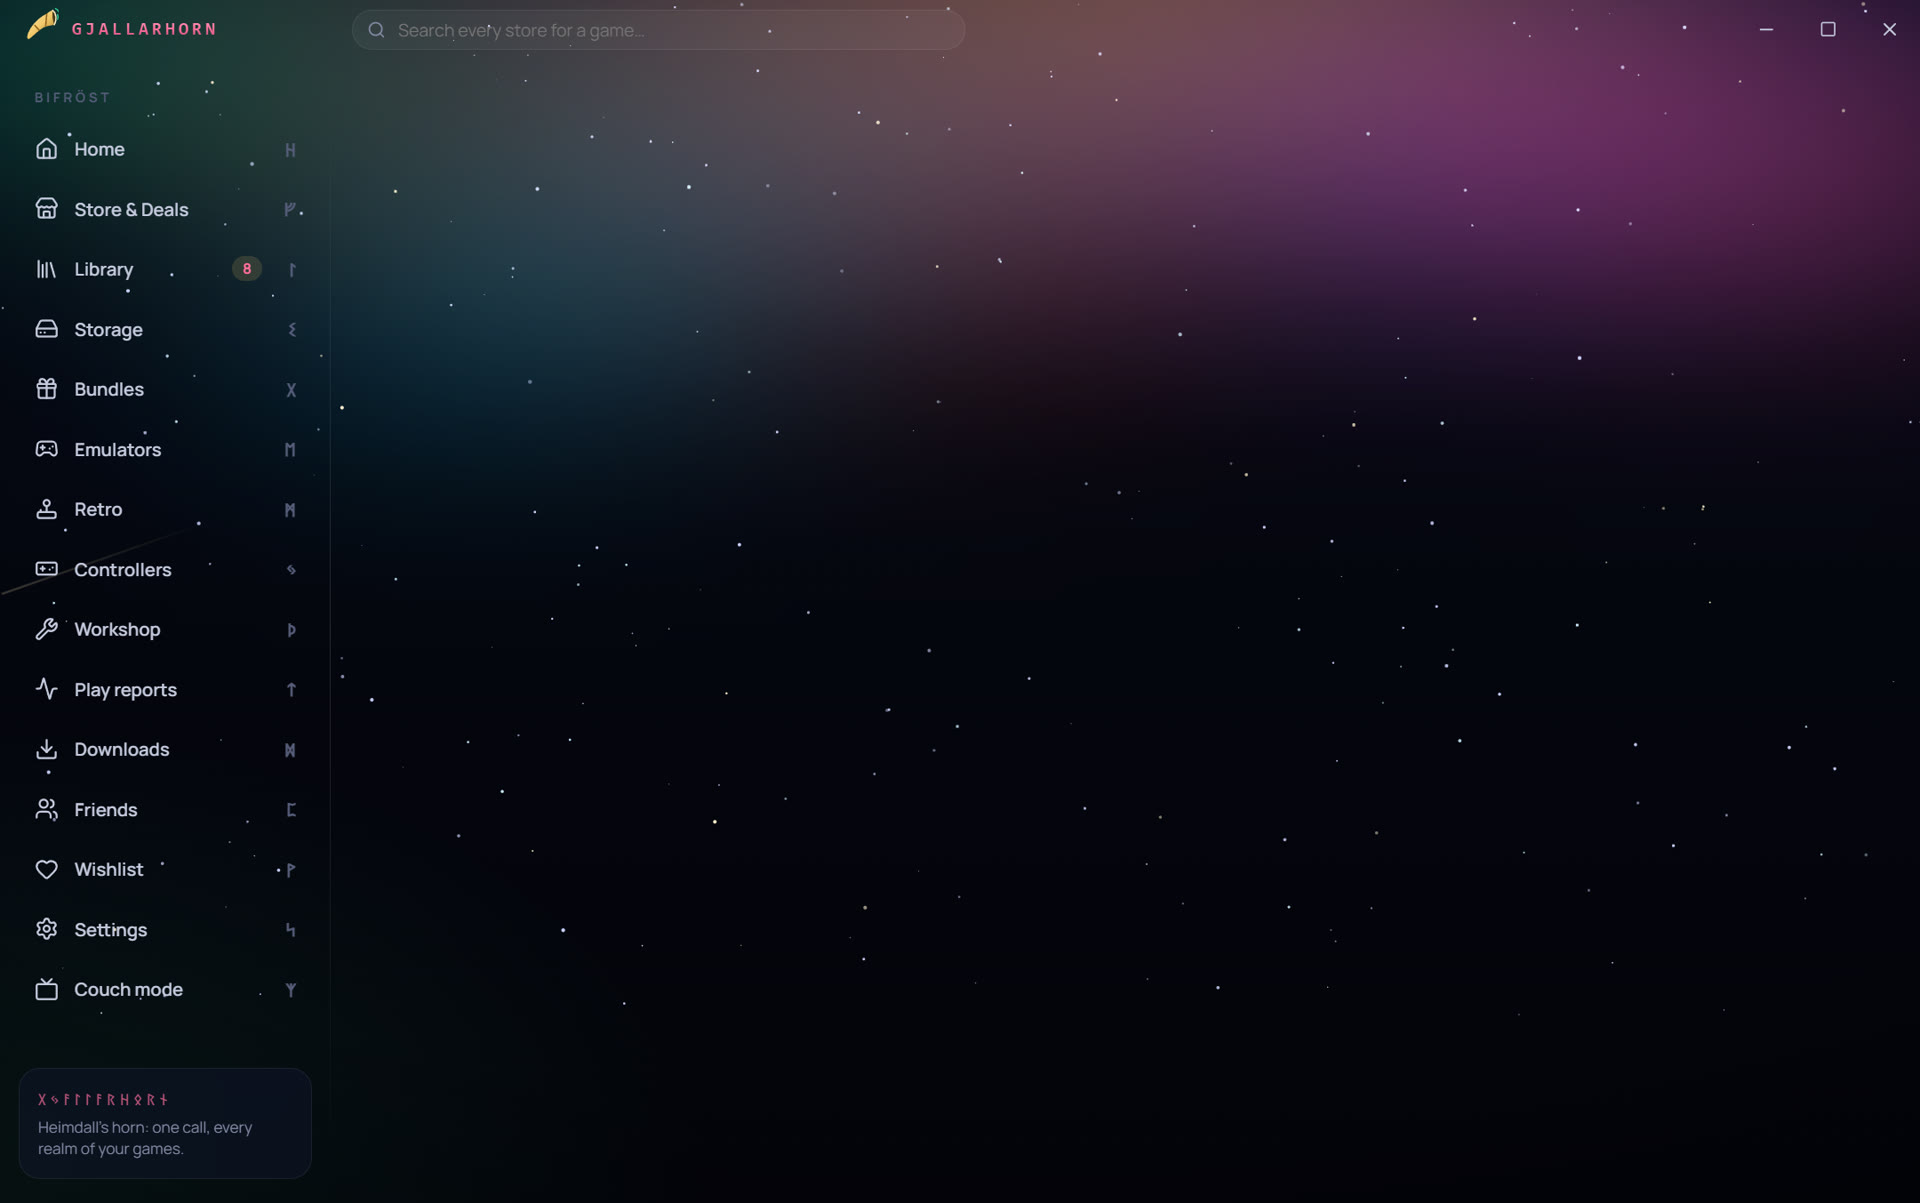 GJALLARHORN
Search every store for a game...
BIFRÖST
Home ᚺ
Store & Deals ᚠ
Library 8 ᛚ
Storage ᛊ
Bundles ᚷ
Emulators ᛖ
Retro ᛗ
Controllers ᛃ
Workshop ᚦ
Play reports ᛏ
Downloads ᛞ
Friends ᛈ
Wishlist ᚹ
Settings ᛋ
Couch mode ᛉ
ᚷᛃᚨᛚᛚᚨᚱᚺᛟᚱᚾ
Heimdall's horn: one call, every
realm of your games.